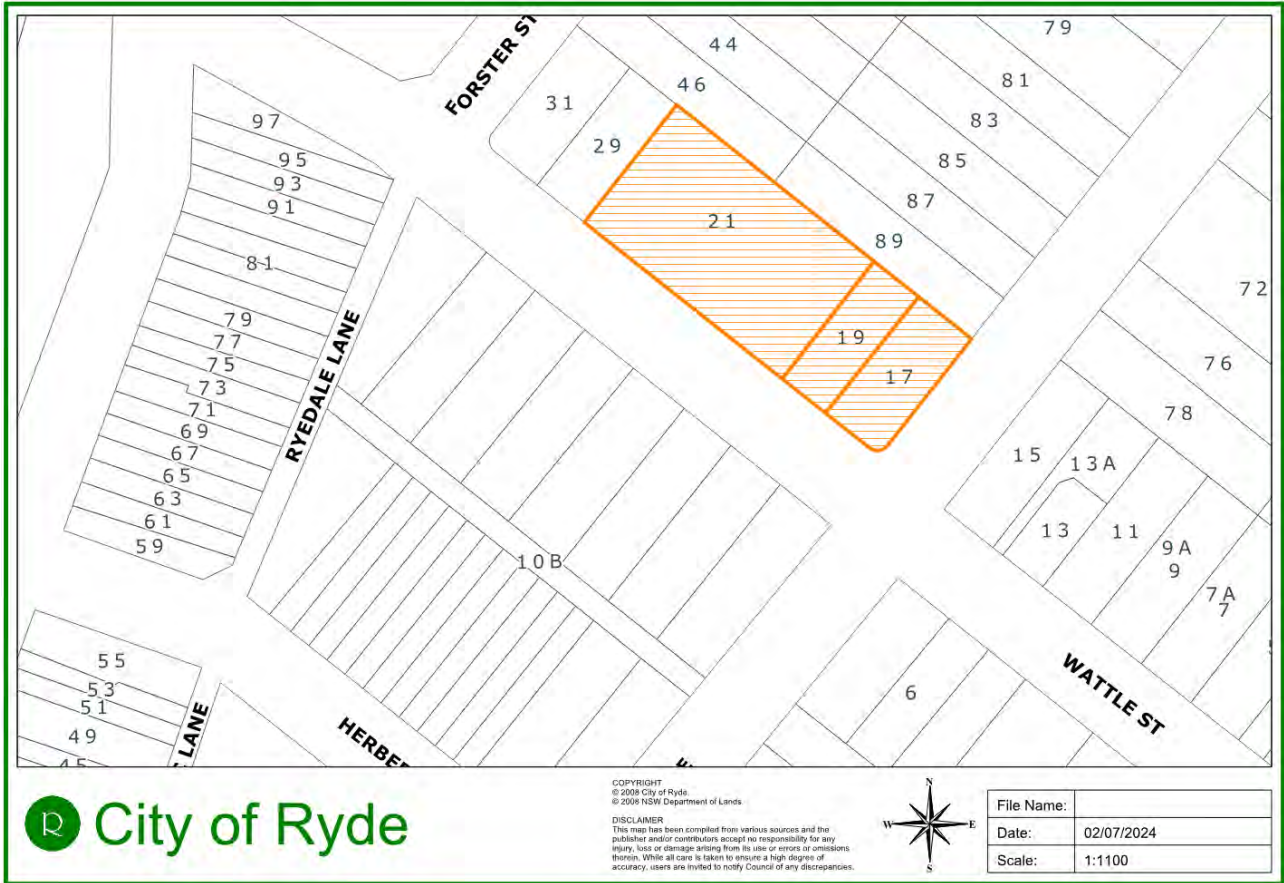 79
44
FORSTER ST
81
46
31
83
97
29
85
95
93
87
91
21
89
81
72
79
77
19
76
75
17
73
78
71
RYEDALE LANE
69
67
15
13A
65
63
61
13
11
59
9A
10B
9
7A
7
55
WATTLE ST
53
6
51
LANE
49
HERBER
45
R
City of Ryde
COPYRIGHT
© 2008 City of Ryde.
© 2008 NSW Department of Lands
DISCLAIMER
This map has been compiled from various sources and the
publisher and/or contributors accept no responsibility for any
injury, loss or damage arising from its use or errors or omissions
therein. While all care is taken to ensure a high degree of
accuracy, users are invited to notify Council of any discrepancies.
N
W
E
S
File Name:
Date: 02/07/2024
Scale: 1:1100